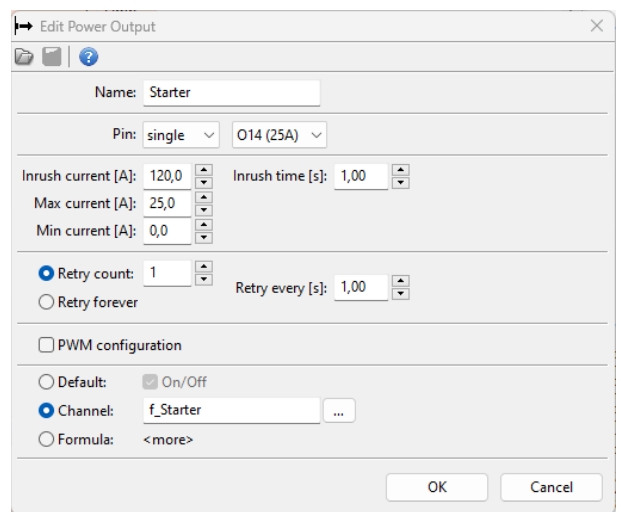 Edit Power Output
Name: Starter
Pin: single O14 (25A)
Inrush current [A]: 120,0 Inrush time [s]: 1,00
Max current [A]: 25,0
Min current [A]: 0,0
Retry count: 1
Retry every [s]: 1,00
Retry forever
PWM configuration
Default: On/Off
Channel: f_Starter ...
Formula: <more>
OK Cancel